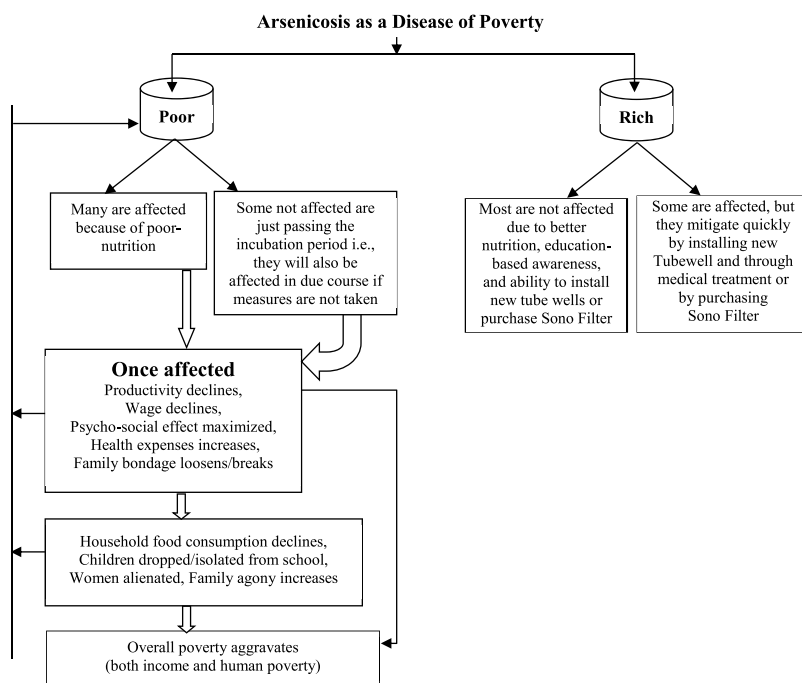 Arsenicosis as a Disease of Poverty
Poor
Rich
Many are affected
because of poor-
nutrition
Some not affected are
just passing the
incubation period i.e.,
they will also be
affected in due course if
measures are not taken
Most are not affected
due to better
nutrition, education-
based awareness,
and ability to install
new tube wells or
purchase Sono Filter
Some are affected, but
they mitigate quickly
by installing new
Tubewell and through
medical treatment or
by purchasing
Sono Filter
Once affected
Productivity declines,
Wage declines,
Psycho-social effect maximized,
Health expenses increases,
Family bondage loosens/breaks
Household food consumption declines,
Children dropped/isolated from school,
Women alienated, Family agony increases
Overall poverty aggravates
(both income and human poverty)